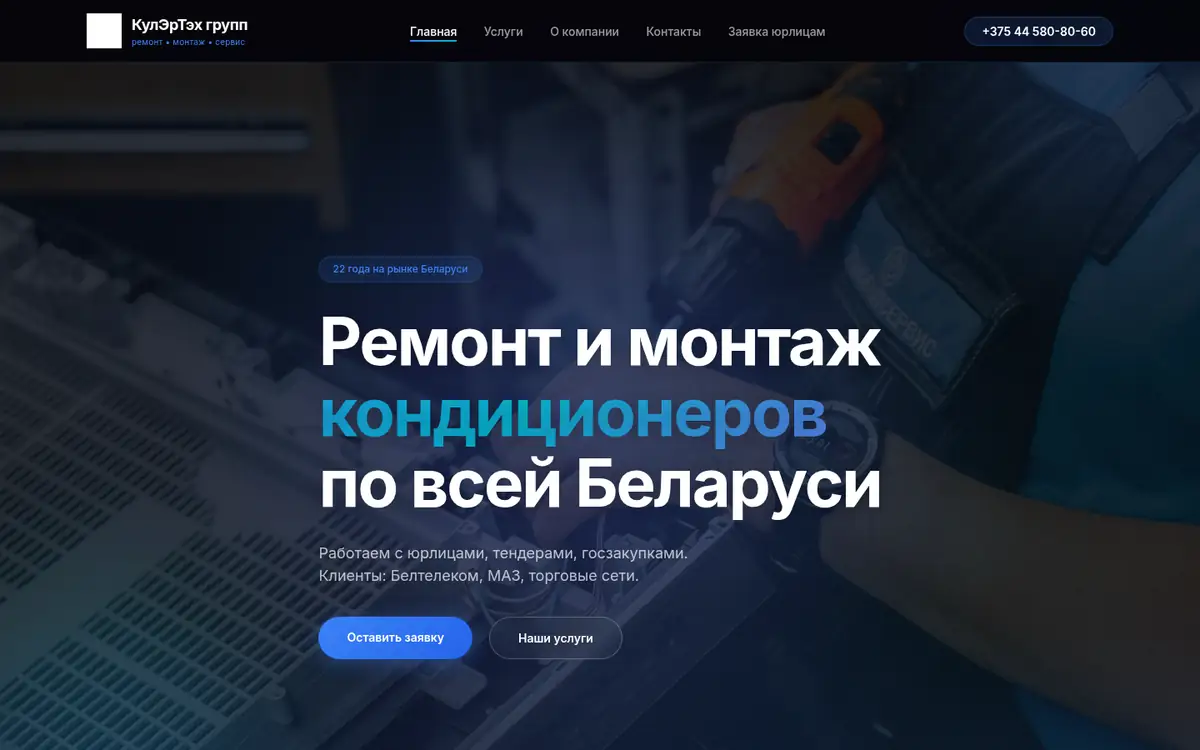 КулЭрТэх групп
ремонт • монтаж • сервис
Главная
Услуги
О компании
Контакты
Заявка юрлицам
+375 44 580-80-60
22 года на рынке Беларуси
Ремонт и монтаж
кондиционеров
по всей Беларуси
Работаем с юрлицами, тендерами, госзакупками.
Клиенты: Белтелеком, МАЗ, торговые сети.
Оставить заявку
Наши услуги